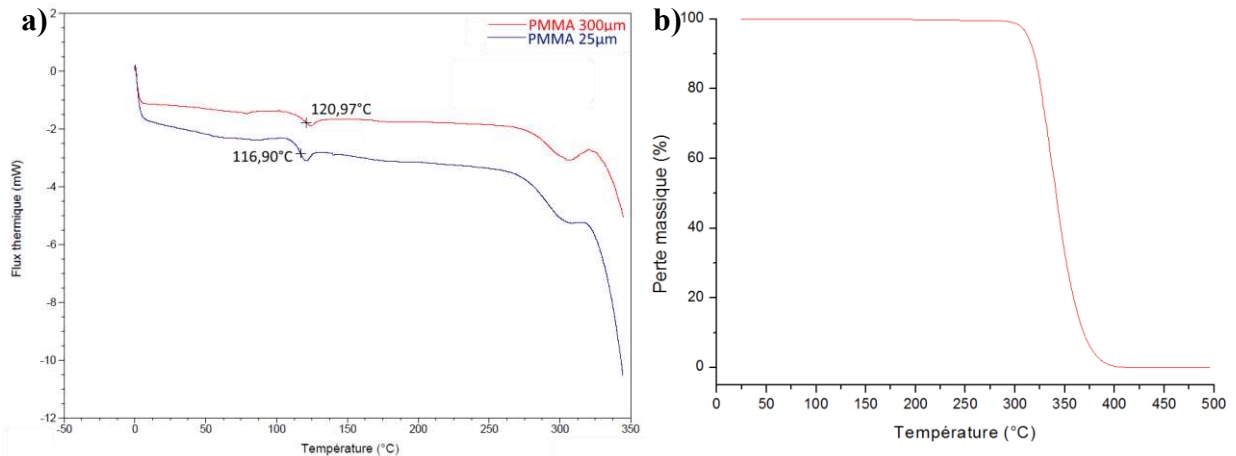 a)
PMMA 300µm
PMMA 25µm
120,97°C
116,90°C
Flux thermique (mW)
2
0
-2
-4
-6
-8
-10
-12
-50 0 50 100 150 200 250 300 350
Température (°C)
b)
Perte massique (%)
100
80
60
40
20
0
0 50 100 150 200 250 300 350 400 450 500
Température (°C)